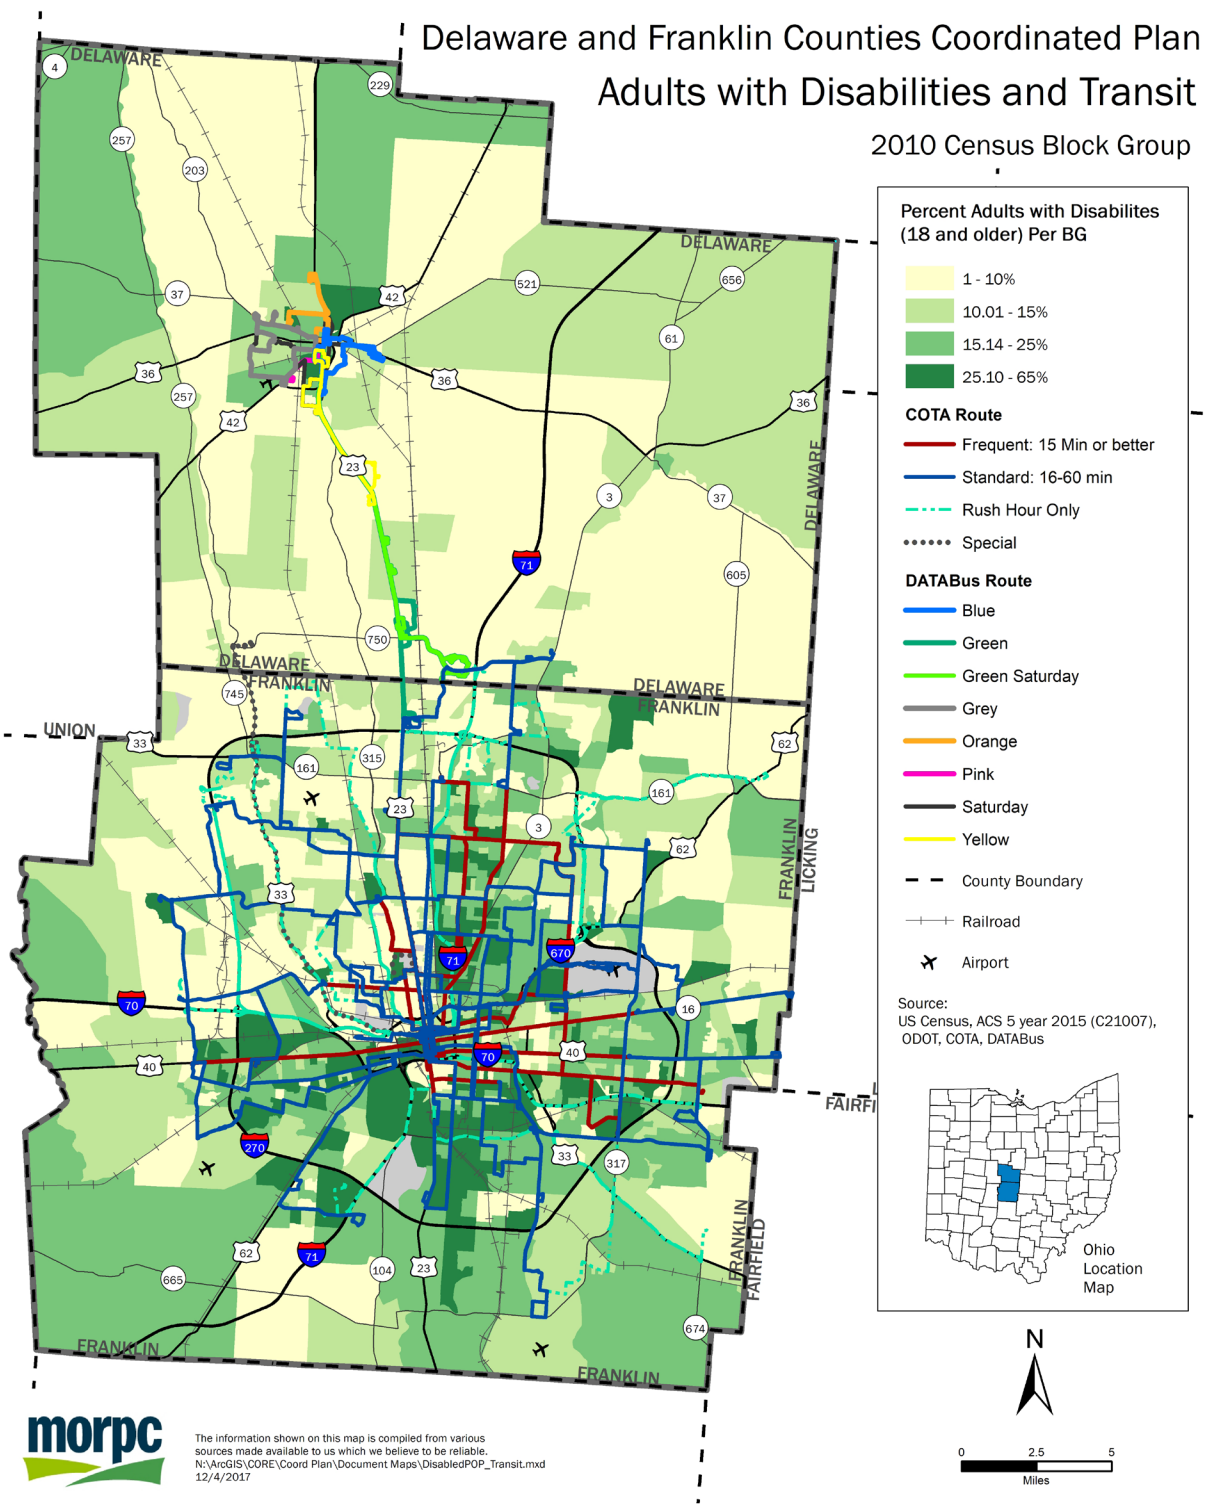 Delaware and Franklin Counties Coordinated Plan
Adults with Disabilities and Transit
2010 Census Block Group
Percent Adults with Disabilites
(18 and older) Per BG
1 - 10%
10.01 - 15%
15.14 - 25%
25.10 - 65%
COTA Route
Frequent: 15 Min or better
Standard: 16-60 min
Rush Hour Only
Special
DATABus Route
Blue
Green
Green Saturday
Grey
Orange
Pink
Saturday
Yellow
County Boundary
Railroad
Airport
Source:
US Census, ACS 5 year 2015 (C21007),
ODOT, COTA, DATABus
Ohio
Location
Map
N
0 2.5 5
Miles
DELAWARE
4
229
257
203
DELAWARE
656
521
37
42
61
36
36
257
36
42
23
DELAWARE
3
37
71
605
750
DELAWARE
FRANKLIN
DELAWARE
FRANKLIN
745
UNION
33
62
315
161
161
23
3
62
FRANKLIN
LICKING
33
670
71
70
16
70
40
40
FAIRFI
270
33
317
FRANKLIN
FAIRFIELD
62
71
104
23
665
674
FRANKLIN
FRANKLIN
morpc
The information shown on this map is compiled from various
sources made available to us which we believe to be reliable.
N:\ArcGIS\CORE\Coord Plan\Document Maps\DisabledPOP_Transit.mxd
12/4/2017